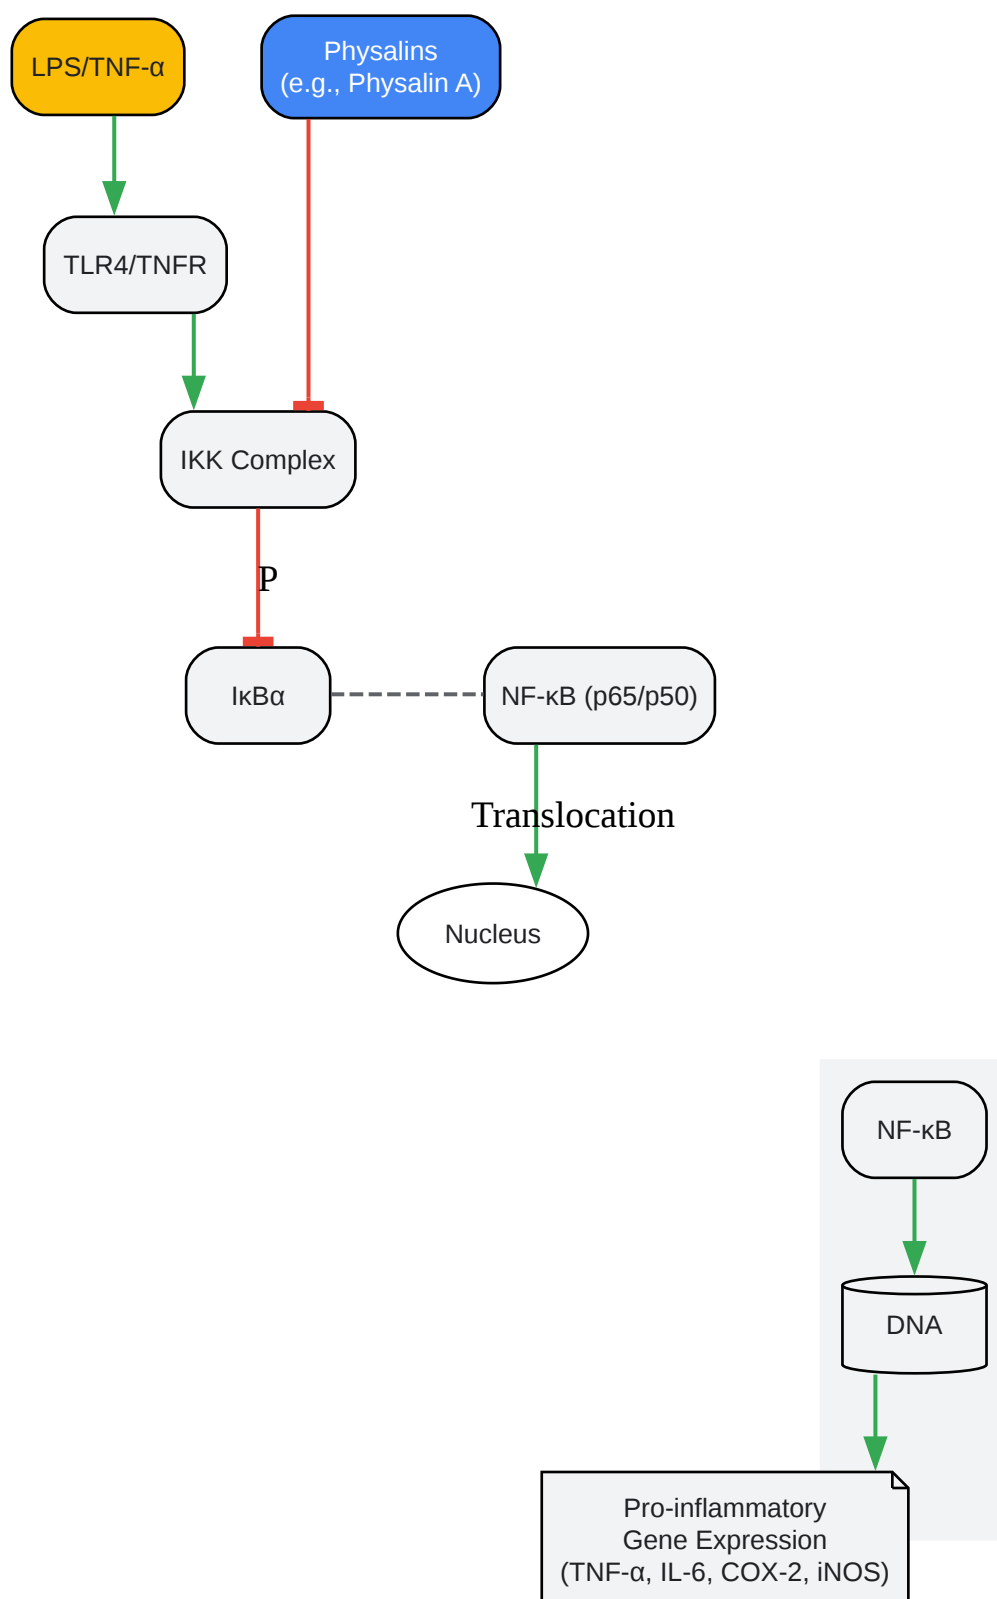 LPS/TNF-α
Physalins
(e.g., Physalin A)
TLR4/TNFR
IKK Complex
P
IκBα
NF-κB (p65/p50)
Translocation
Nucleus
NF-κB
DNA
Pro-inflammatory
Gene Expression
(TNF-α, IL-6, COX-2, iNOS)